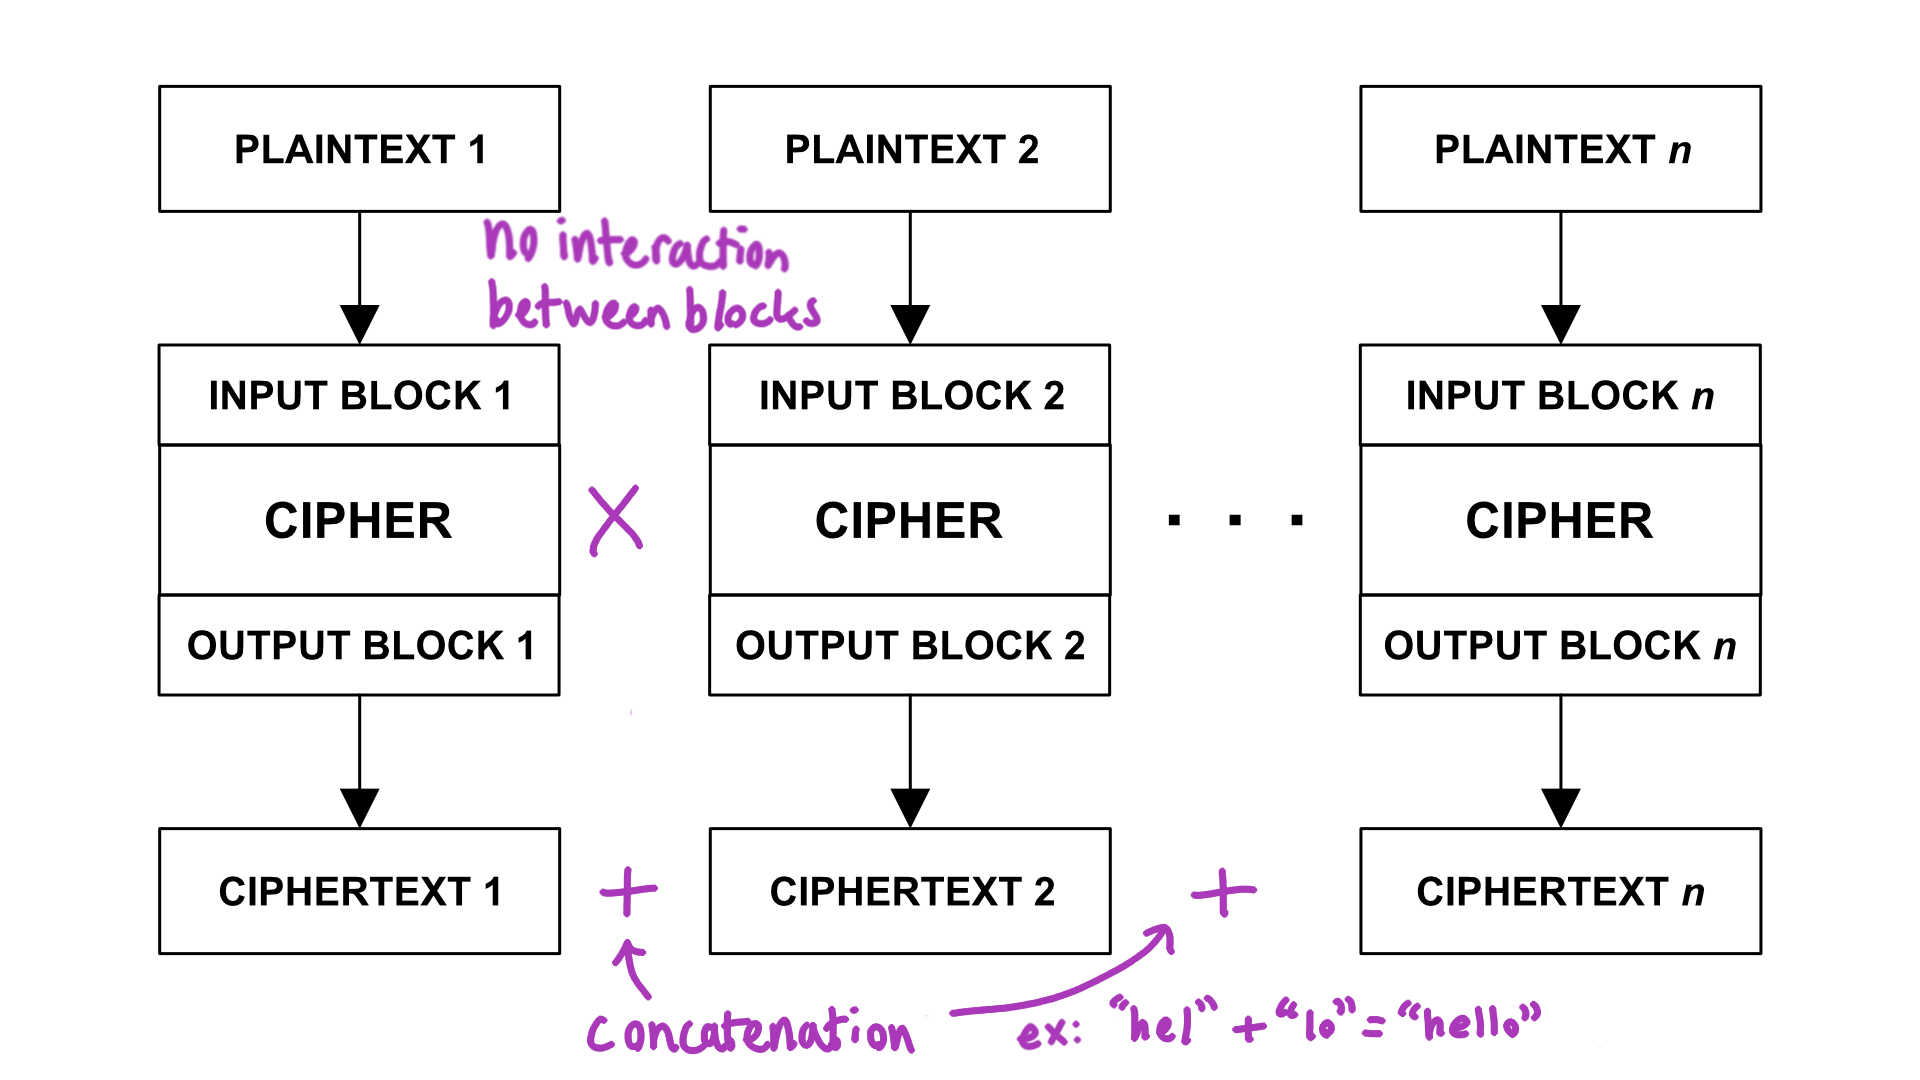 PLAINTEXT 1
PLAINTEXT 2
PLAINTEXT n
no interaction
between blocks
INPUT BLOCK 1
INPUT BLOCK 2
INPUT BLOCK n
CIPHER
X
CIPHER
. . .
CIPHER
OUTPUT BLOCK 1
OUTPUT BLOCK 2
OUTPUT BLOCK n
CIPHERTEXT 1
+
CIPHERTEXT 2
+
CIPHERTEXT n
concatenation
ex: "hel" + "lo" = "hello"